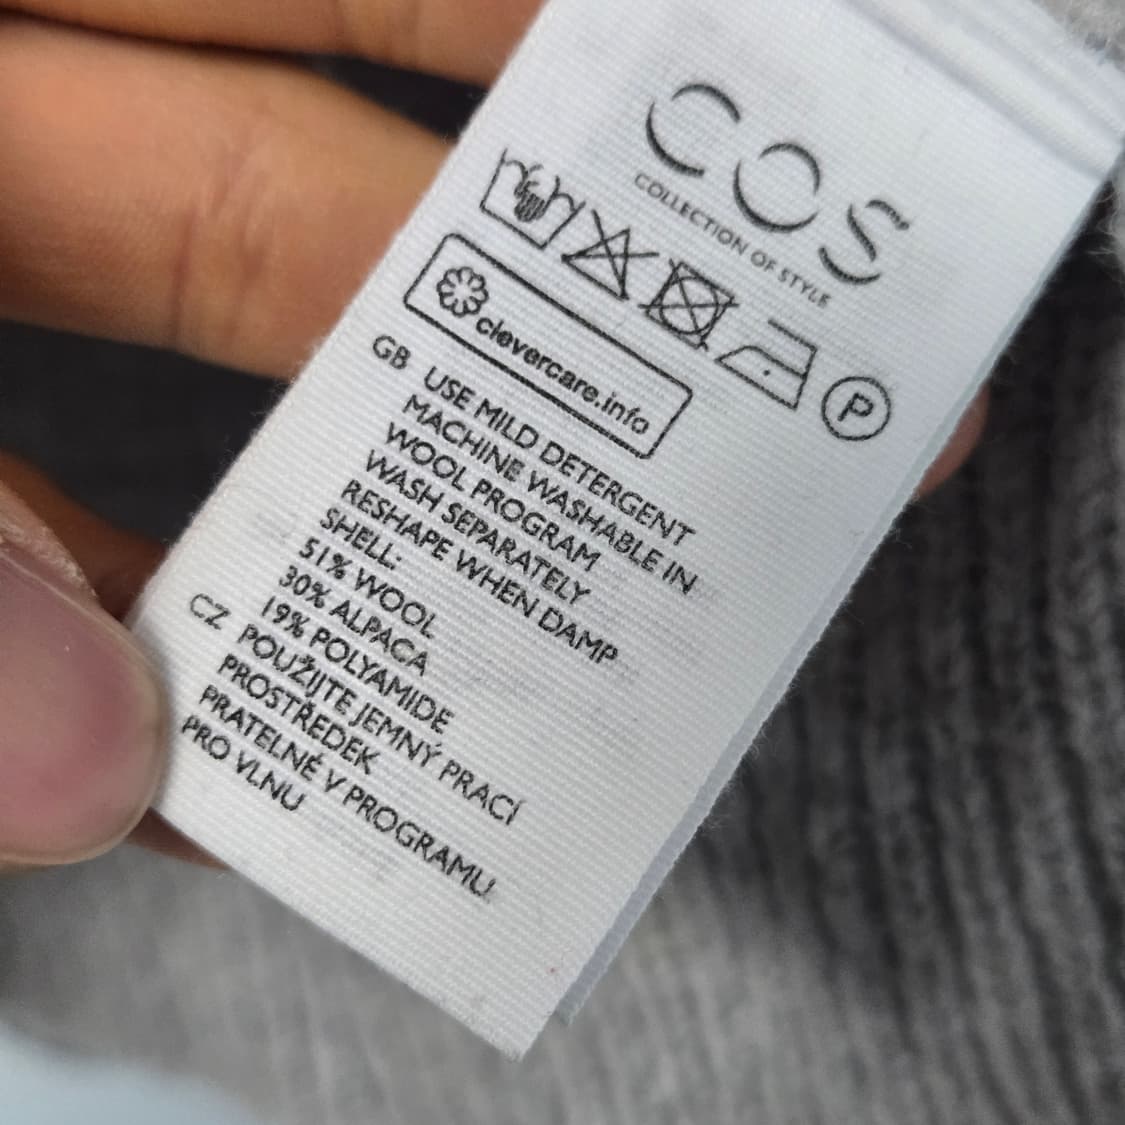 COS
COLLECTION OF STYLE
P
clevercare.info
GB USE MILD DETERGENT
MACHINE WASHABLE IN
WOOL PROGRAM
WASH SEPARATELY
RESHAPE WHEN DAMP
SHELL:
51% WOOL
30% ALPACA
19% POLYAMIDE
CZ POUŽIJTE JEMNÝ PRACÍ
PROSTŘEDEK
PRATELNÉ V PROGRAMU
PRO VLNU